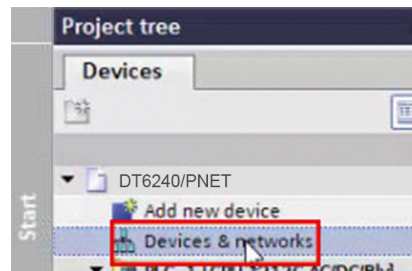 Project tree
Devices
Start
DT6240/PNET
Add new device
Devices & networks